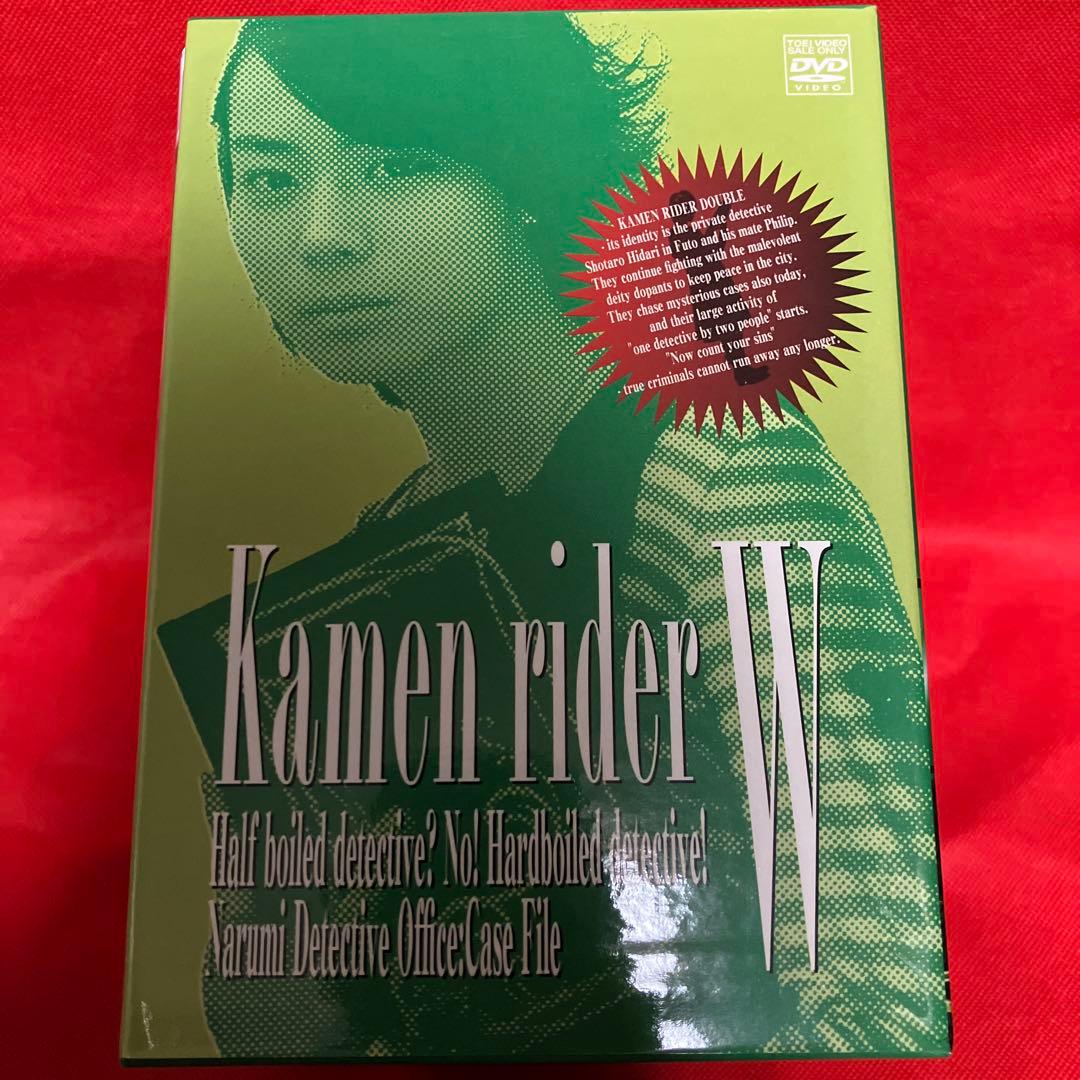 TOEI VIDEO
SALE ONLY
DVD
VIDEO
KAMEN RIDER DOUBLE
- its identity is the private detective
Shotaro Hidari in Futo and his mate Philip.
They continue fighting with the malevolent
deity dopants to keep peace in the city.
They chase mysterious cases also today,
and their large activity of
"one detective by two people" starts.
"Now count your sins"
- true criminals cannot run away any longer.
Kamen rider W
Half boiled detective? No! Hardboiled detective!
Narumi Detective Office:Case File